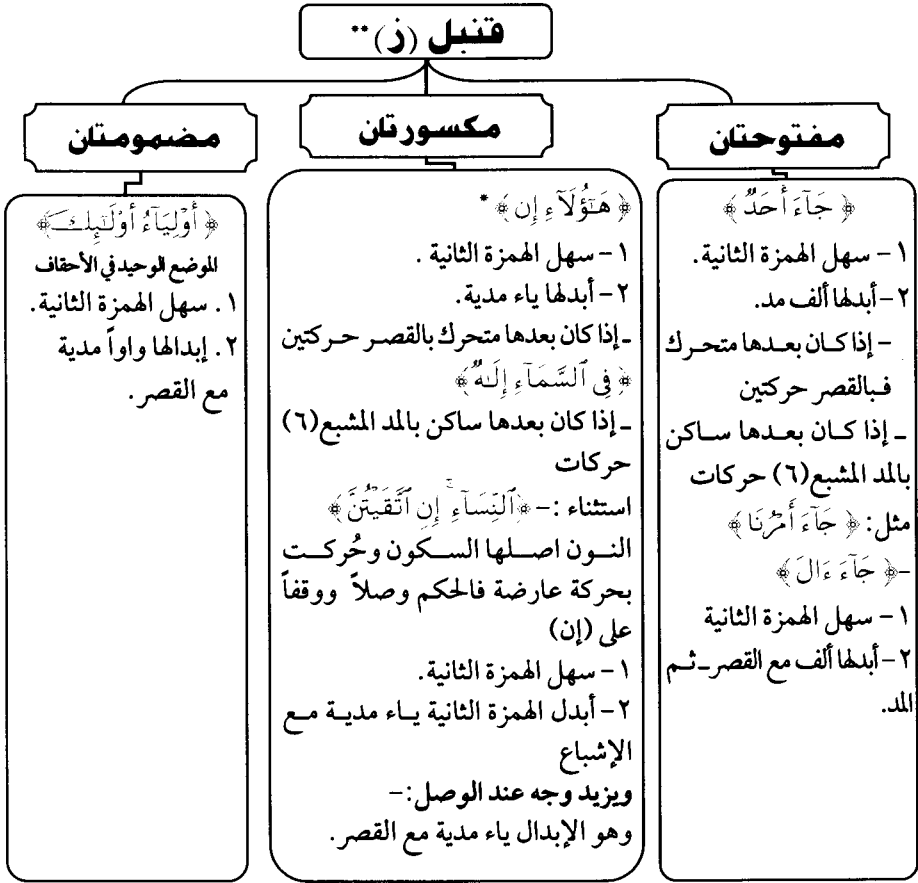 قنبل (ز) **
مفتوحتان
﴿ جَآءَ أَحَدٌ ﴾
١- سهل الهمزة الثانية.
٢- أبدلها ألف مد.
- إذا كان بعدها متحرك
فبالقصر حركتين
ـ إذا كان بعدها ساكن
بالمد المشبع (٦) حركات
مثل: ﴿ جَآءَ أَمْرُنَا ﴾
-﴿ جَآءَ ءَالَ ﴾
١- سهل الهمزة الثانية
٢- أبدلها ألف مع القصر ـ ثم
المد.
مكسورتان
﴿ هَٰٓؤُلَآءِ إِن ﴾ *
١- سهل الهمزة الثانية .
٢- أبدلها ياء مدية.
ـ إذا كان بعدها متحرك بالقصر حركتين
﴿ فِي ٱلسَّمَآءِ إِلَٰهٌ ﴾
ـ إذا كان بعدها ساكن بالمد المشبع (٦)
حركات
استثناء :- ﴿ ٱلنِّسَآءِ ۚ إِنِ ٱتَّقَيْتُنَّ ﴾
النون اصلها السكون وحُركت
بحركة عارضة فالحكم وصلاً ووقفاً
على (إن)
١- سهل الهمزة الثانية.
٢- أبدل الهمزة الثانية ياء مدية مع
الإشباع
ويزيد وجه عند الوصل:-
وهو الإبدال ياء مدية مع القصر.
مضمومتان
﴿ أَوْلِيَآءُ أُوْلَٰٓئِكَ ﴾
الموضع الوحيد في الأحقاف
١. سهل الهمزة الثانية.
٢. إبدالها واواً مدية
مع القصر.